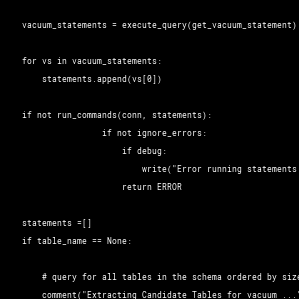 vacuum_statements = execute_query(get_vacuum_statement)
for vs in vacuum_statements:
statements.append(vs[0])
if not run_commands(conn, statements):
if not ignore_errors:
if debug:
write("Error running statements
return ERROR
statements =[]
if table_name == None:
# query for all tables in the schema ordered by size
comment("Extracting Candidate Tables for vacuum ..."